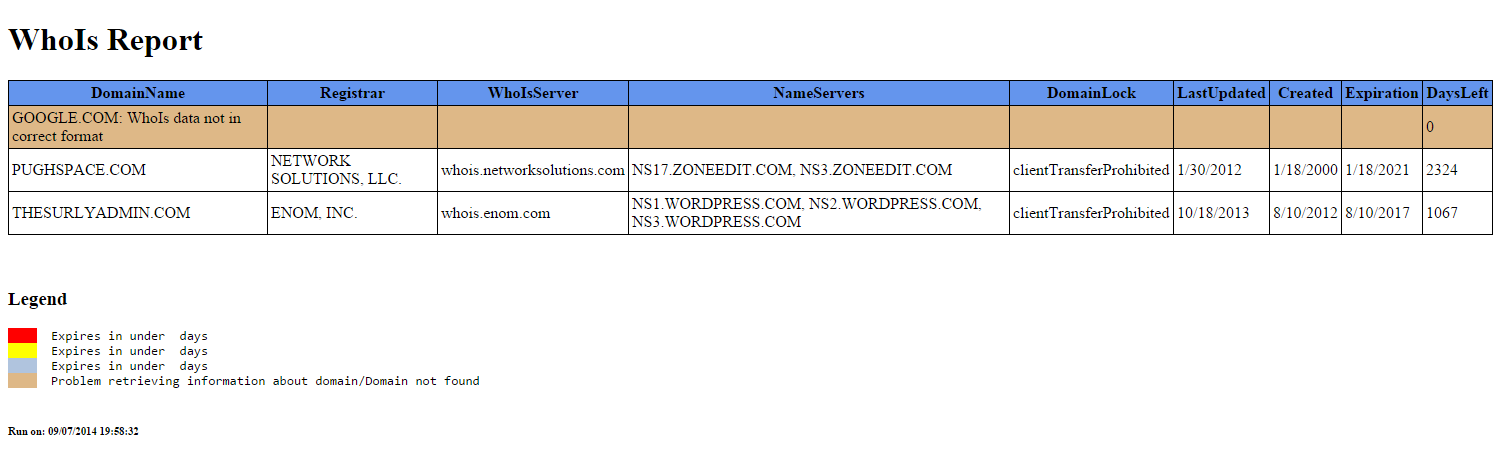 WhoIs Report
DomainName Registrar WhoIsServer NameServers DomainLock LastUpdated Created Expiration DaysLeft
GOOGLE.COM: WhoIs data not in
correct format
0
PUGHSPACE.COM
NETWORK
SOLUTIONS, LLC.
whois.networksolutions.com NS17.ZONEEDIT.COM, NS3.ZONEEDIT.COM clientTransferProhibited 1/30/2012 1/18/2000 1/18/2021 2324
THESURLYADMIN.COM ENOM, INC. whois.enom.com
NS1.WORDPRESS.COM, NS2.WORDPRESS.COM,
NS3.WORDPRESS.COM
clientTransferProhibited 10/18/2013 8/10/2012 8/10/2017 1067
Legend
Expires in under days
Expires in under days
Expires in under days
Problem retrieving information about domain/Domain not found
Run on: 09/07/2014 19:58:32